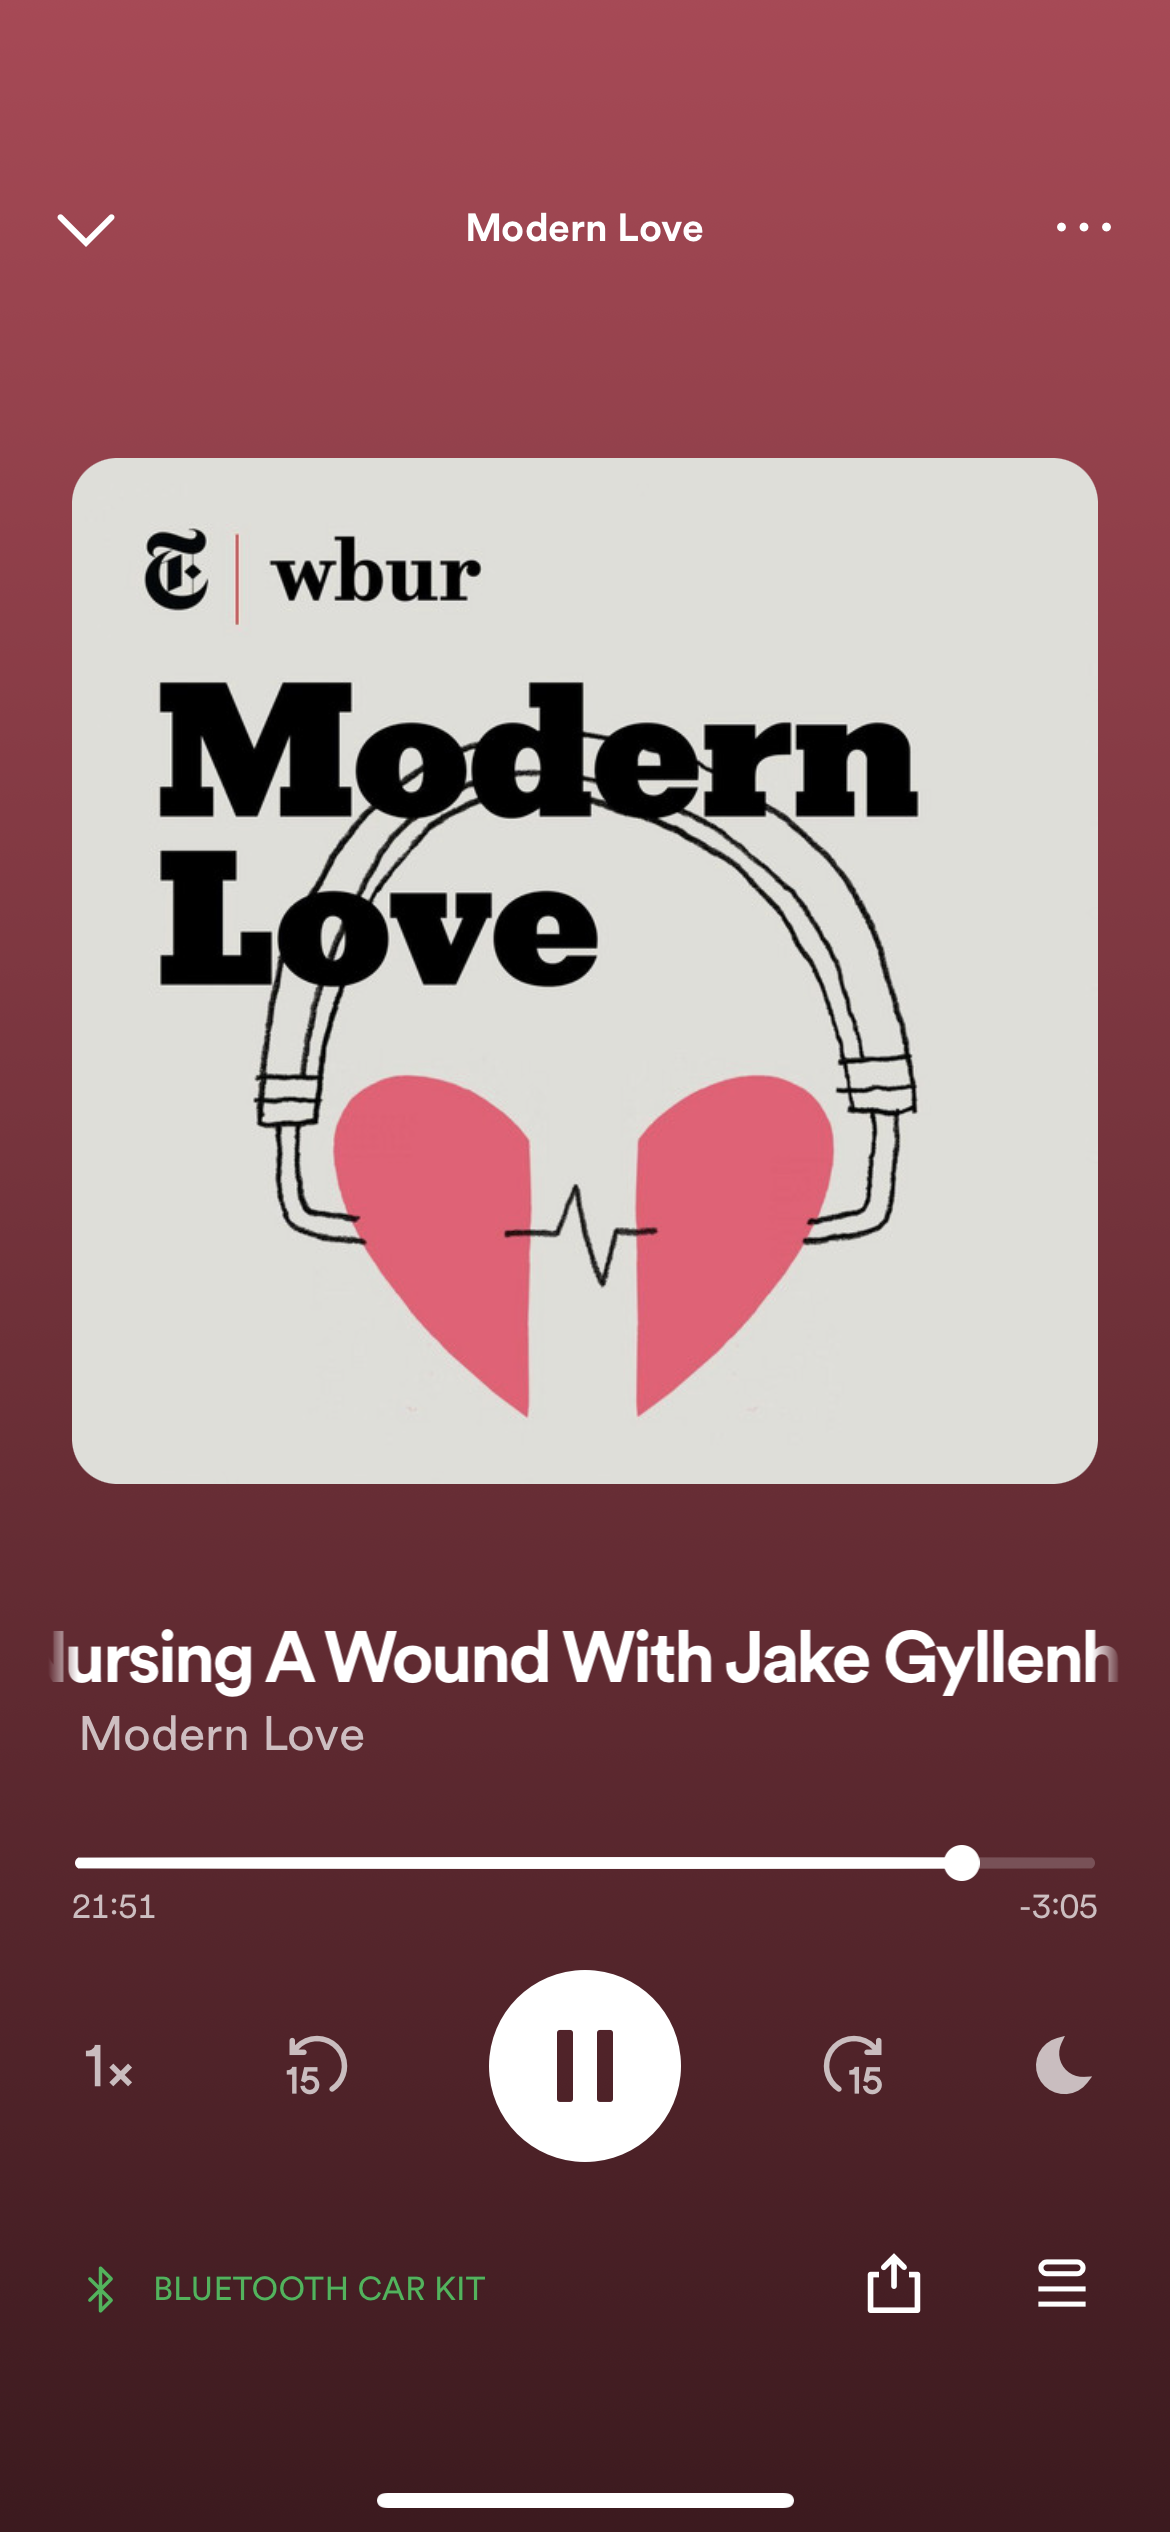 Modern Love
T | wbur
Modern
Love
ursing A Wound With Jake Gyllenh
Modern Love
21:51
-3:05
1×
15
15
BLUETOOTH CAR KIT